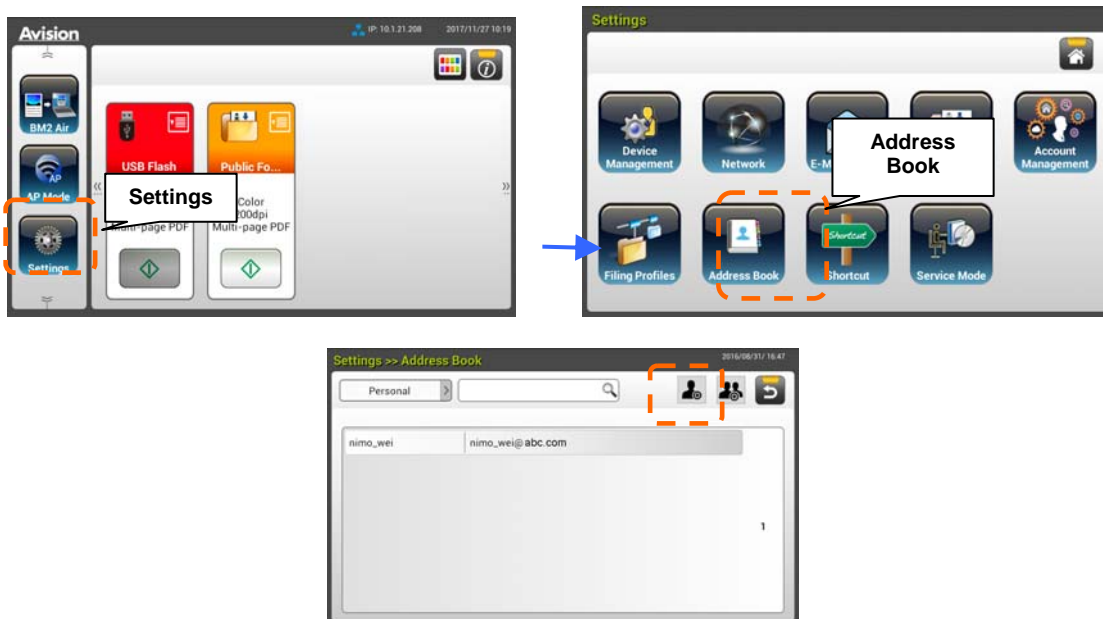 Avision
IP: 10.1.21.208
2017/11/27 10:19
BM2 Air
AP Mode
Settings
USB Flash
Public Fo...
Settings
Color
200dpi
Multi-page PDF
Multi-page PDF
Settings
Device
Management
Network
E-M
Address
Book
Account
Management
Filing Profiles
Address Book
Shortcut
Shortcut
Service Mode
Settings >> Address Book
2016/08/31/ 16:47
Personal
nimo_wei
nimo_wei@abc.com
1